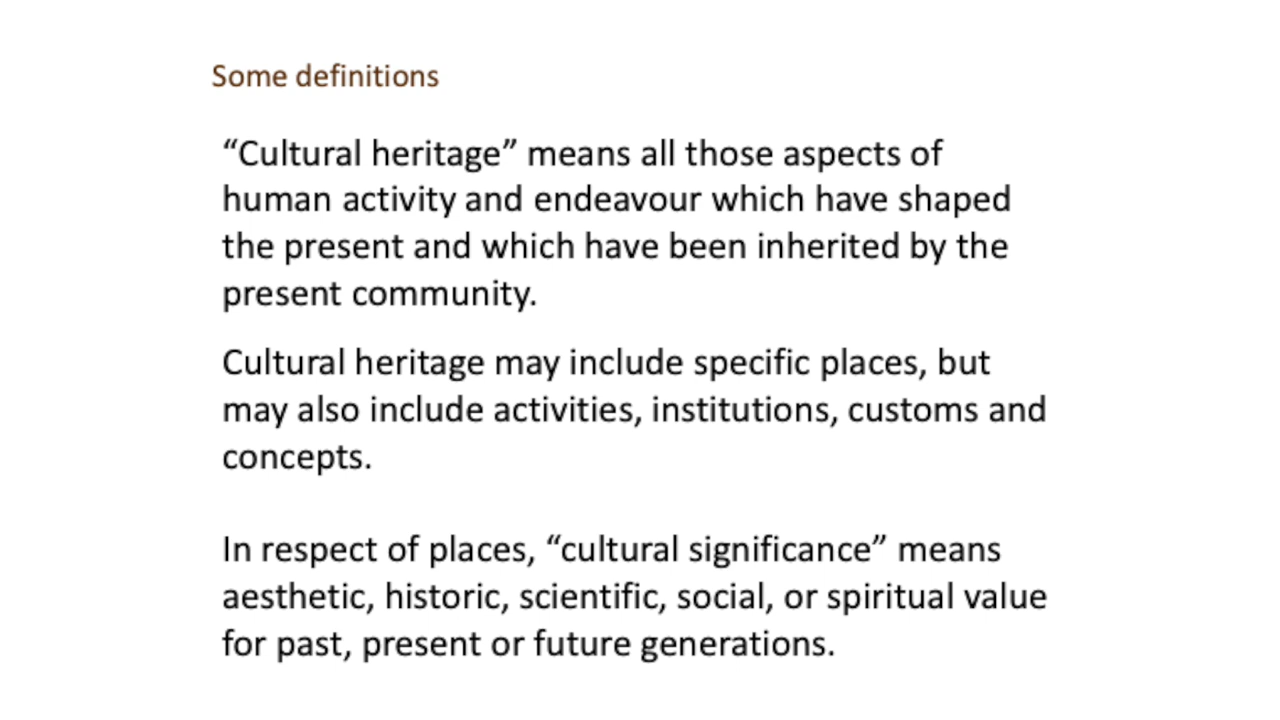 Some definitions
“Cultural heritage” means all those aspects of
human activity and endeavour which have shaped
the present and which have been inherited by the
present community.
Cultural heritage may include specific places, but
may also include activities, institutions, customs and
concepts.
In respect of places, “cultural significance” means
aesthetic, historic, scientific, social, or spiritual value
for past, present or future generations.